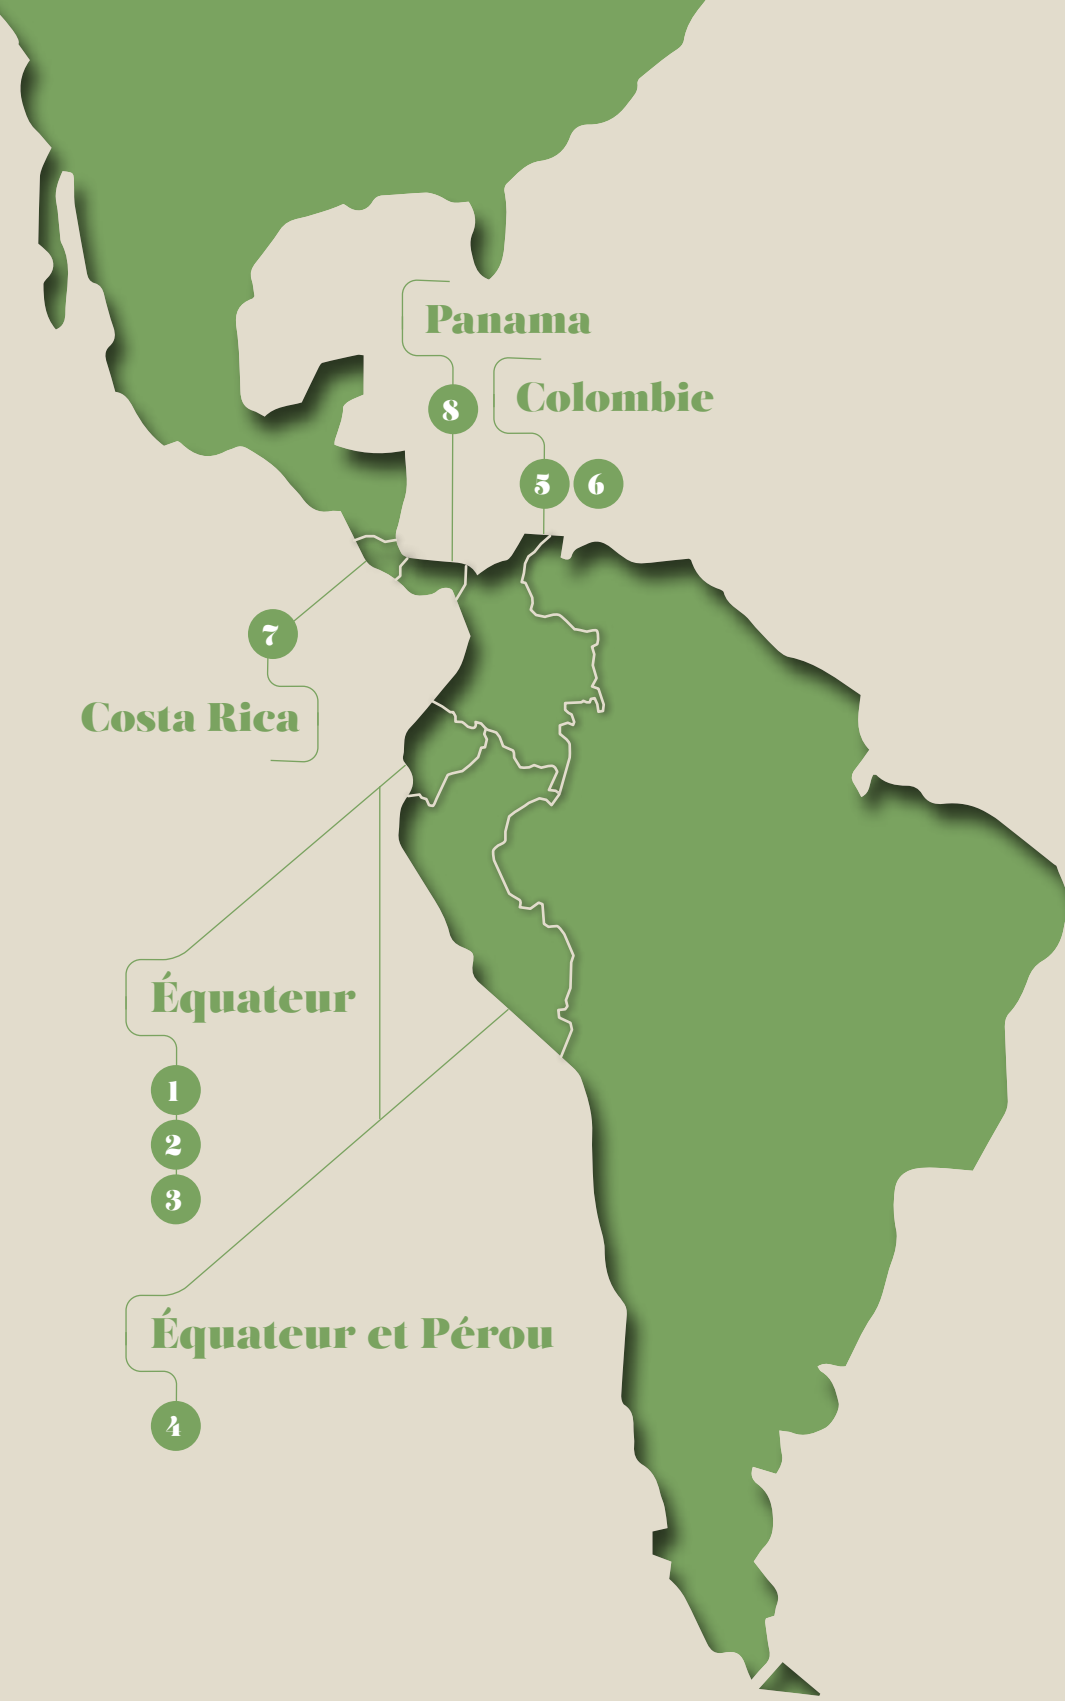 Panama
8
Colombie
5 6
7
Costa Rica
Équateur
1
2
3
Équateur et Pérou
4